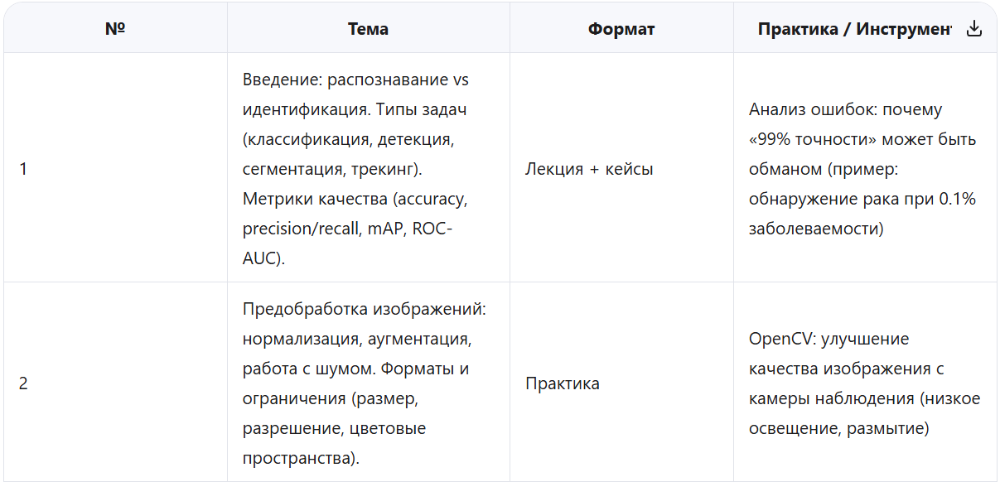 №
Тема
Формат
Практика / Инструмен
1
Введение: распознавание vs
идентификация. Типы задач
(классификация, детекция,
сегментация, трекинг).
Метрики качества (accuracy,
precision/recall, mAP, ROC-
AUC).
Лекция + кейсы
Анализ ошибок: почему
«99% точности» может быть
обманом (пример:
обнаружение рака при 0.1%
заболеваемости)
2
Предобработка изображений:
нормализация, аугментация,
работа с шумом. Форматы и
ограничения (размер,
разрешение, цветовые
пространства).
Практика
OpenCV: улучшение
качества изображения с
камеры наблюдения (низкое
освещение, размытие)